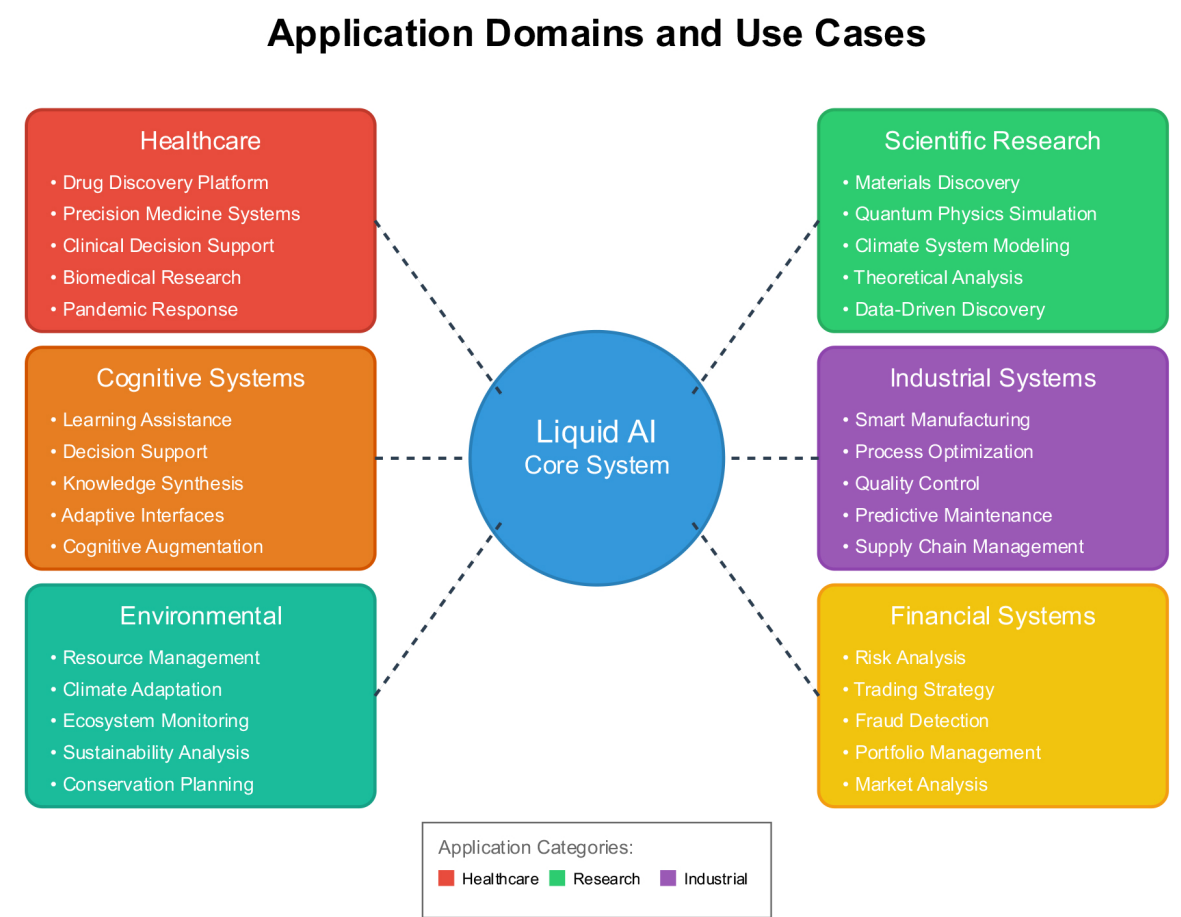 Application Domains and Use Cases
Healthcare
• Drug Discovery Platform
• Precision Medicine Systems
• Clinical Decision Support
• Biomedical Research
• Pandemic Response
Scientific Research
• Materials Discovery
• Quantum Physics Simulation
• Climate System Modeling
• Theoretical Analysis
• Data-Driven Discovery
Cognitive Systems
• Learning Assistance
• Decision Support
• Knowledge Synthesis
• Adaptive Interfaces
• Cognitive Augmentation
Liquid AI
Core System
Industrial Systems
• Smart Manufacturing
• Process Optimization
• Quality Control
• Predictive Maintenance
• Supply Chain Management
Environmental
• Resource Management
• Climate Adaptation
• Ecosystem Monitoring
• Sustainability Analysis
• Conservation Planning
Financial Systems
• Risk Analysis
• Trading Strategy
• Fraud Detection
• Portfolio Management
• Market Analysis
Application Categories:
Healthcare Research Industrial